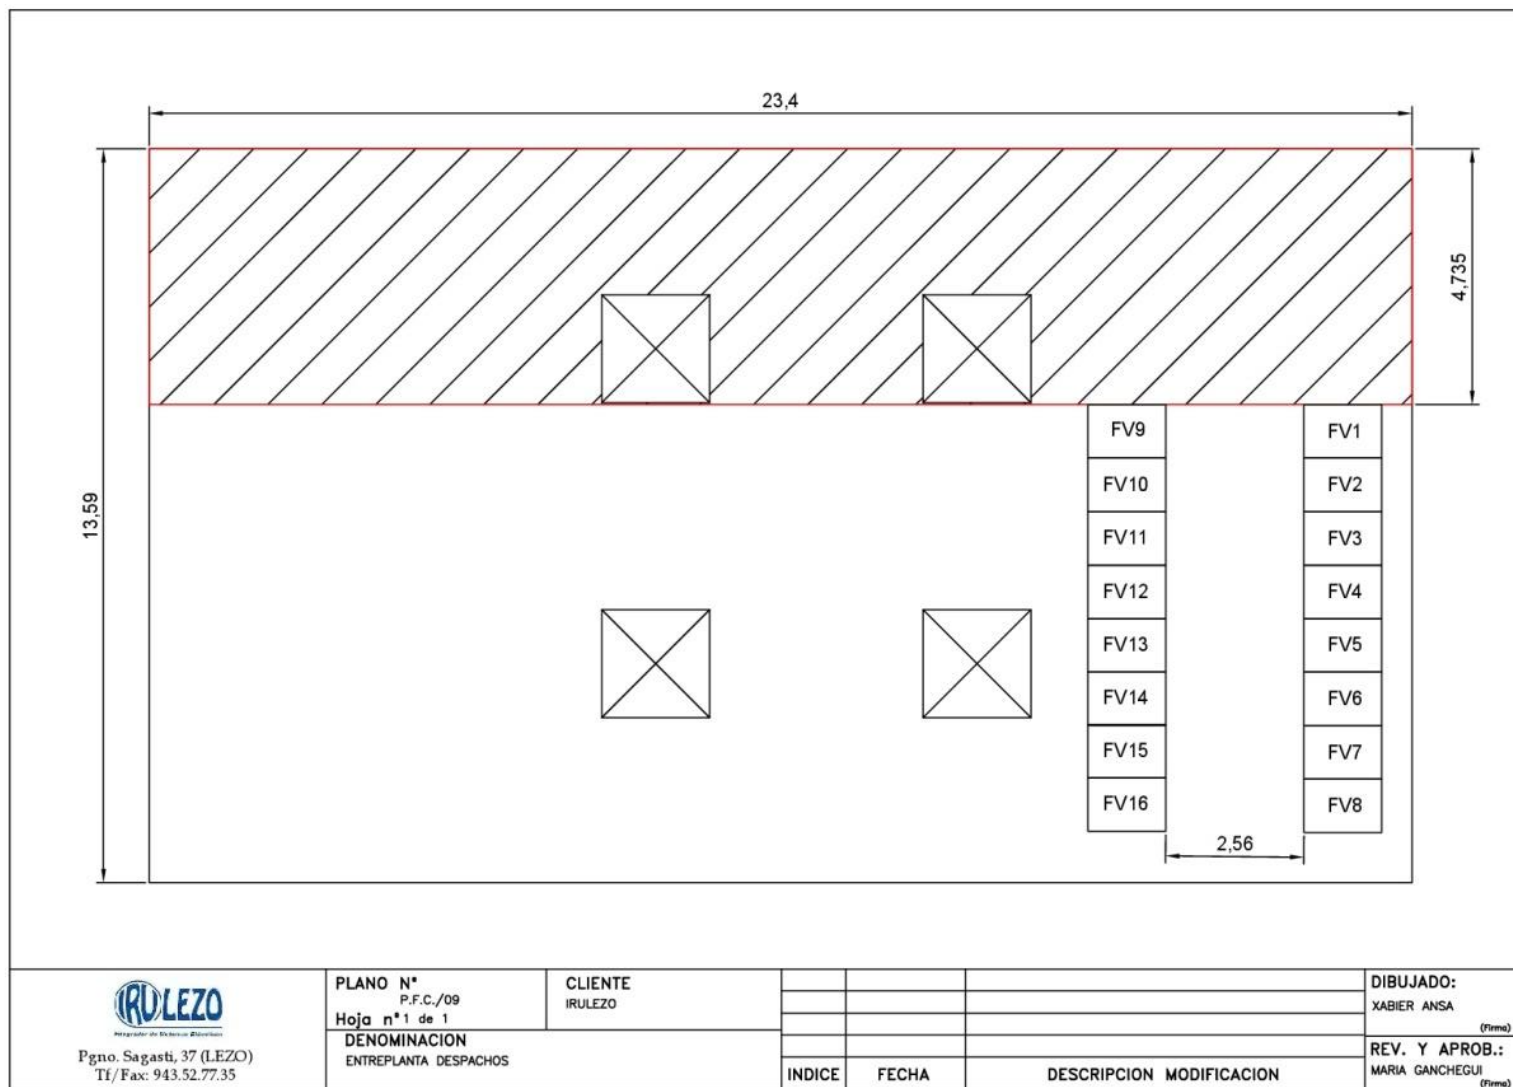 23,4
4,735
13,59
FV9 FV1
FV10 FV2
FV11 FV3
FV12 FV4
FV13 FV5
FV14 FV6
FV15 FV7
FV16 FV8
2,56
IRULEZO
Pgno. Sagasti, 37 (LEZO)
Tf/Fax: 943.52.77.35
PLANO Nº
P.F.C./09
Hoja nº 1 de 1
CLIENTE
IRULEZO
DENOMINACION
ENTREPLANTA DESPACHOS
INDICE FECHA DESCRIPCION MODIFICACION
DIBUJADO:
XABIER ANSA
(Firma)
REV. Y APROB.:
MARIA GANCHEGUI
(Firma)